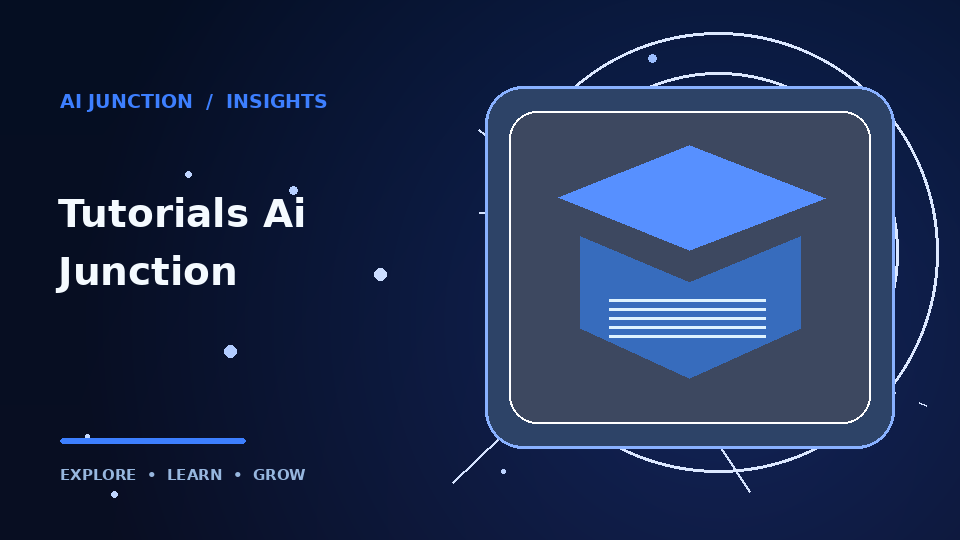 AI JUNCTION / INSIGHTS
Tutorials Ai
Junction
EXPLORE • LEARN • GROW